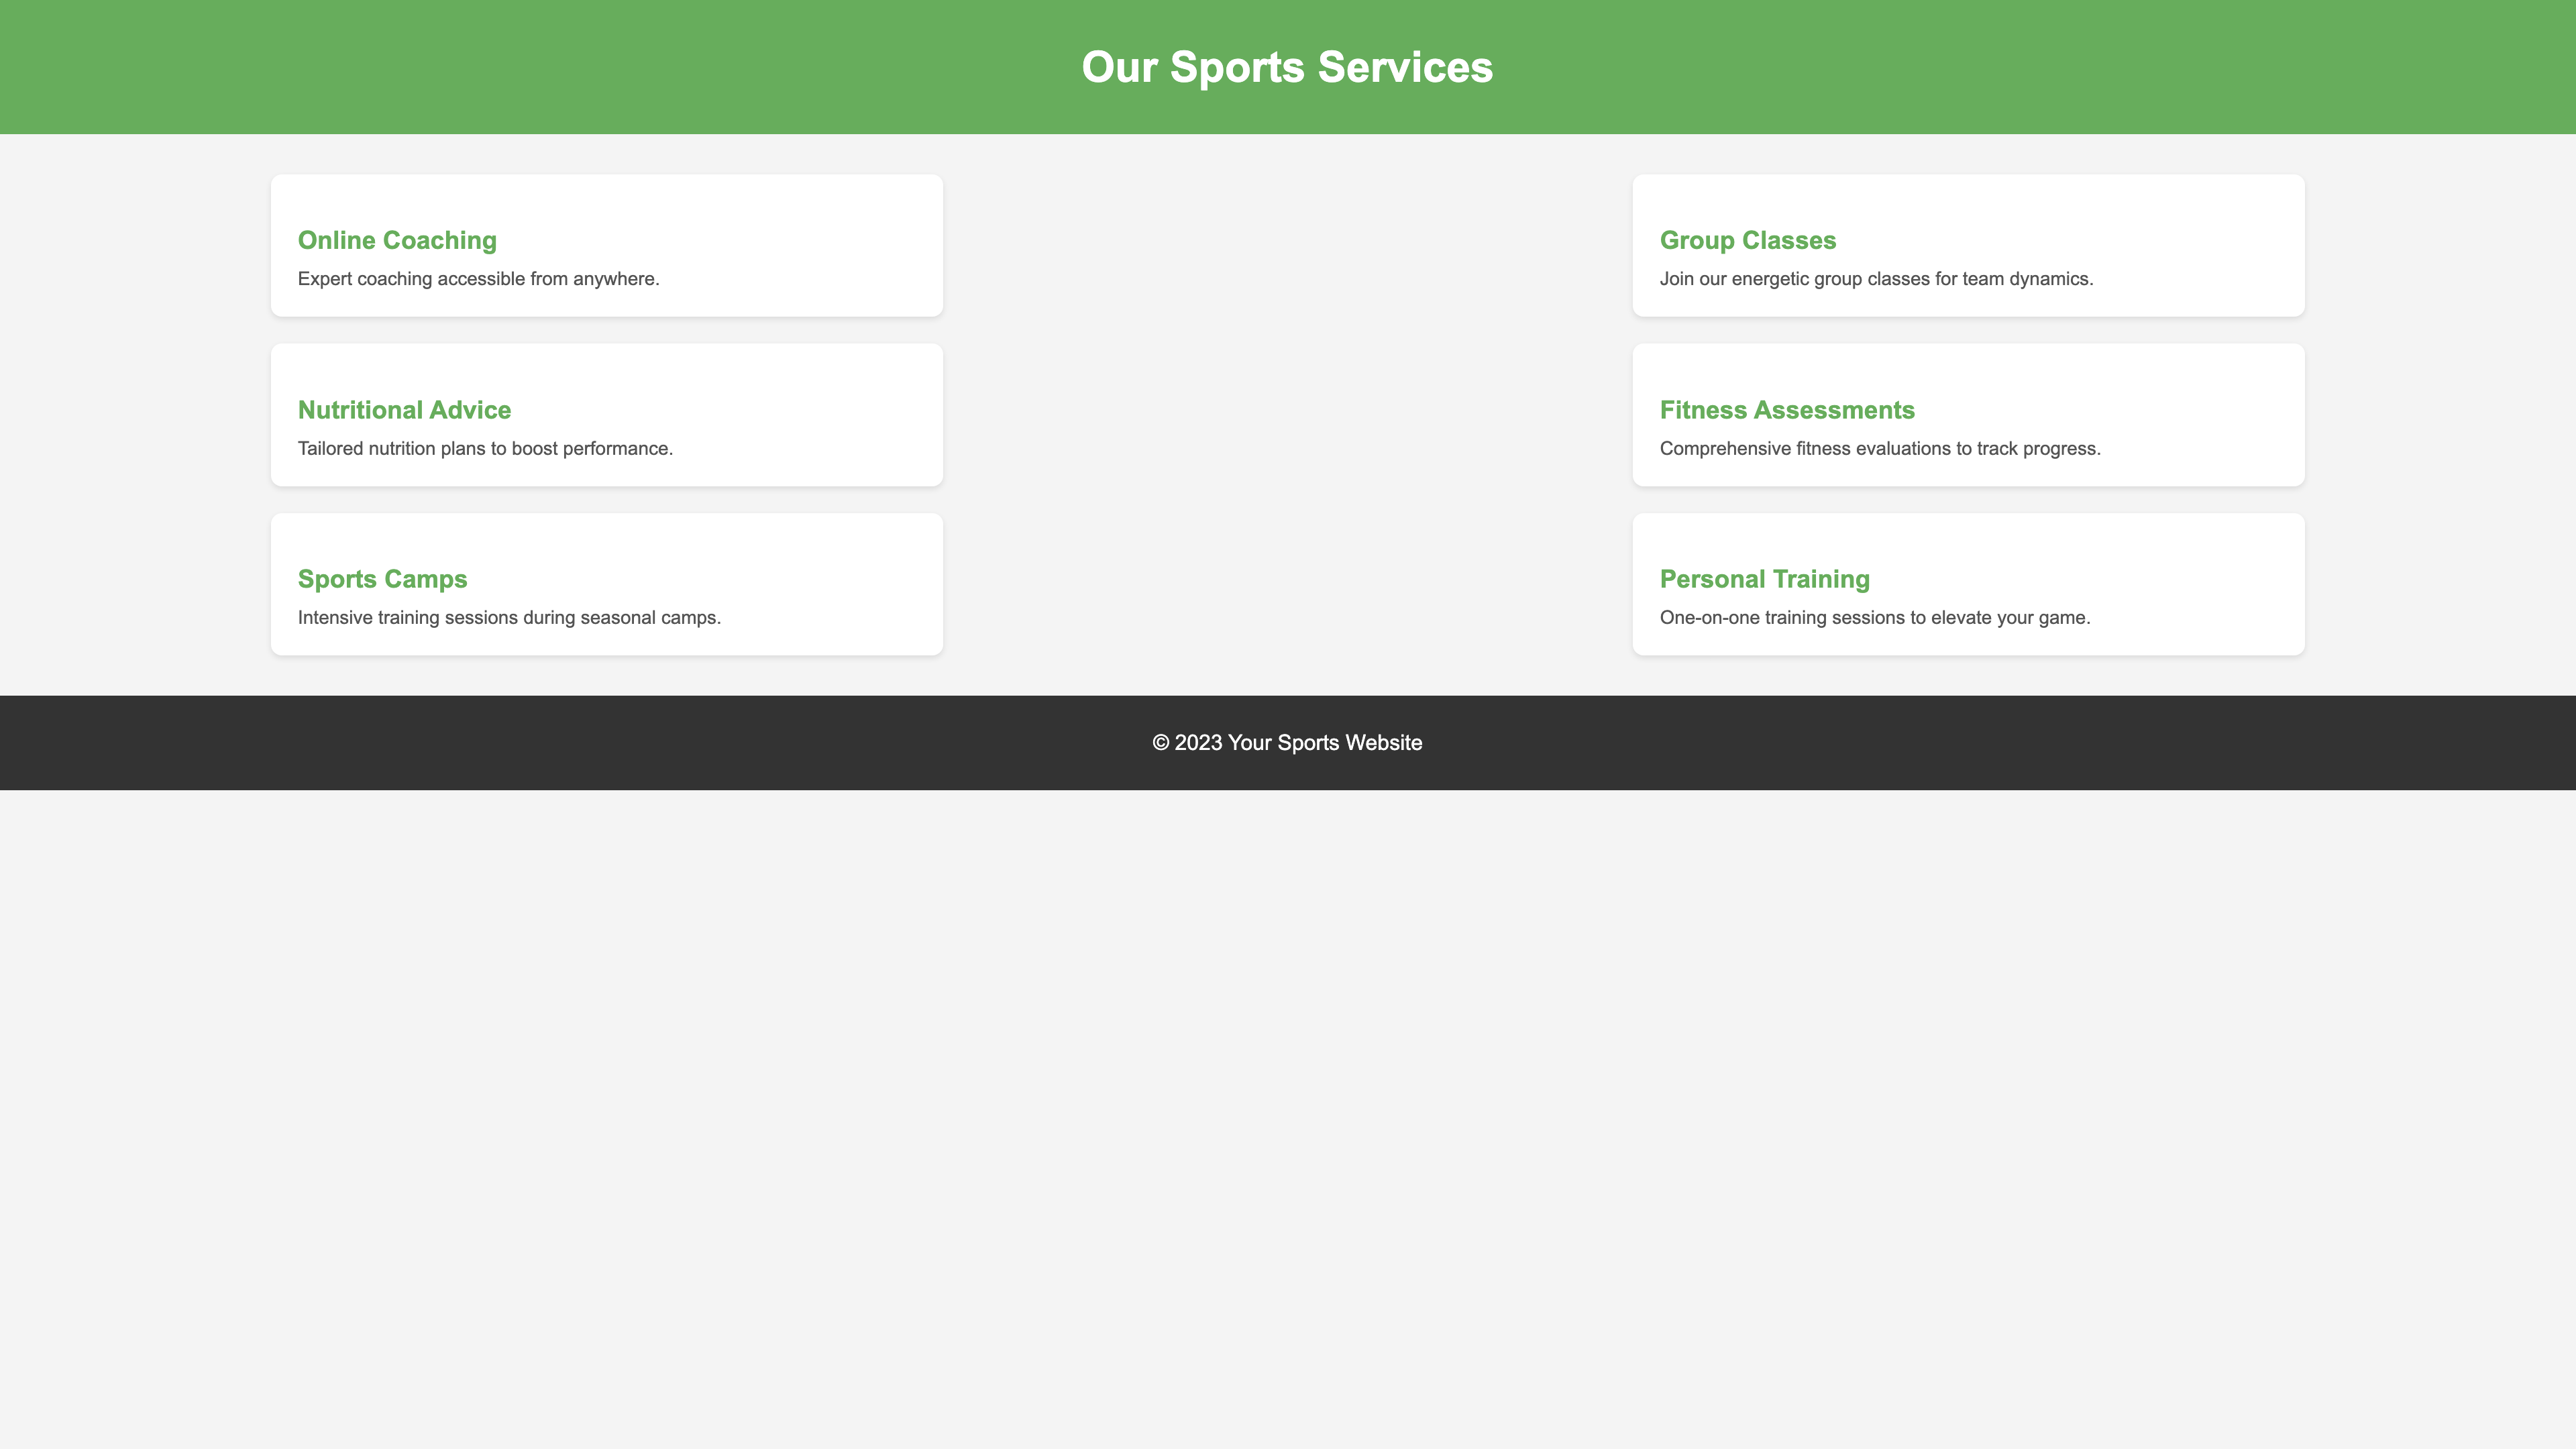 Our Sports Services
Online Coaching
Expert coaching accessible from anywhere.
Group Classes
Join our energetic group classes for team dynamics.
Nutritional Advice
Tailored nutrition plans to boost performance.
Fitness Assessments
Comprehensive fitness evaluations to track progress.
Sports Camps
Intensive training sessions during seasonal camps.
Personal Training
One-on-one training sessions to elevate your game.
© 2023 Your Sports Website